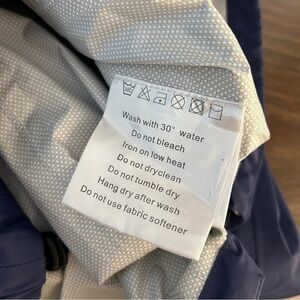 Wash with 30° water
Do not bleach
Iron on low heat
Do not dryclean
Do not tumble dry
Hang dry after wash
Do not use fabric softener